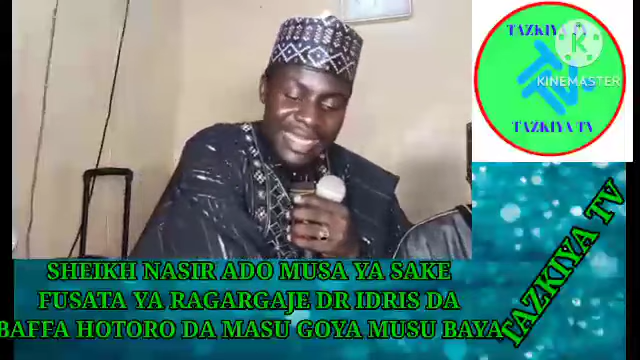 TAZKIYA TV
KINEMASTER
TAZKIYA TV
TAZKIYA TV
SHEIKH NASIR ADO MUSA YA SAKE
FUSATA YA RAGARGAJE DR IDRIS DA
BAFFA HOTORO DA MASU GOYA MUSU BAYA